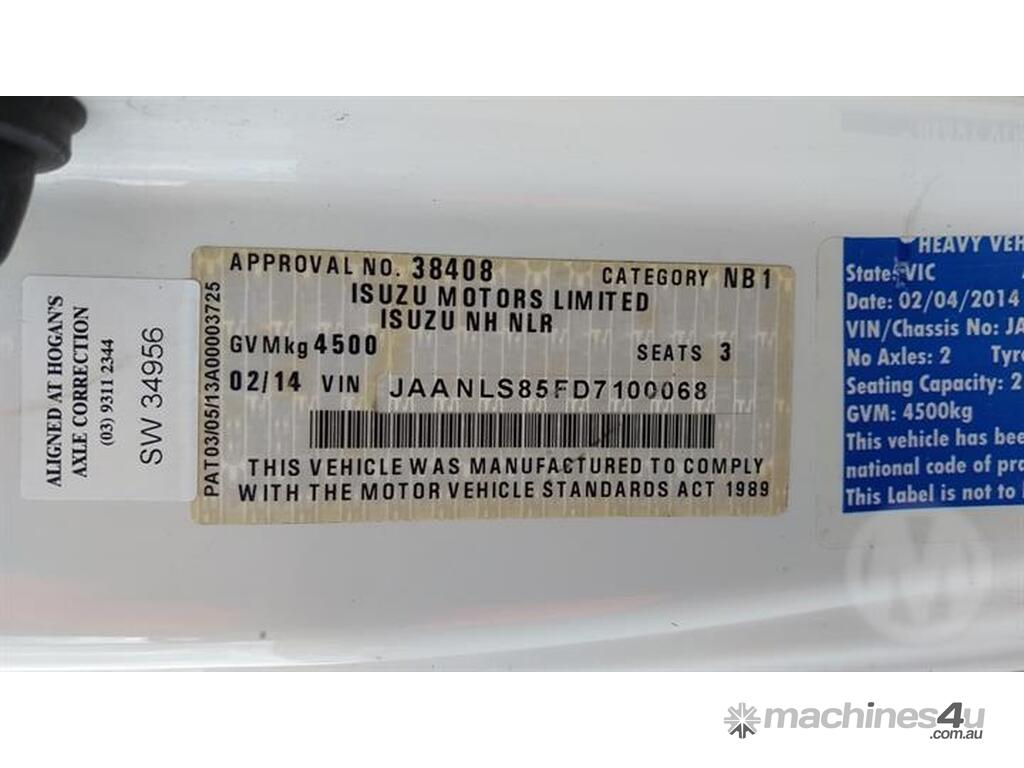 ALIGNED AT HOGAN'S
AXLE CORRECTION
(03) 9311 2344
SW 34956
PAT03/05/13A000003725
APPROVAL NO. 38408 CATEGORY NB1
ISUZU MOTORS LIMITED
ISUZU NH NLR
GVMkg 4500 SEATS 3
02/14 VIN JAANLS85FD7100068
THIS VEHICLE WAS MANUFACTURED TO COMPLY
WITH THE MOTOR VEHICLE STANDARDS ACT 1989
HEAVY VEH
State: VIC
Date: 02/04/2014
VIN/Chassis No: JA
No Axles: 2 Tyre
Seating Capacity: 2
GVM: 4500kg
This vehicle has bee
national code of pra
This Label is not to
machines4u
.com.au